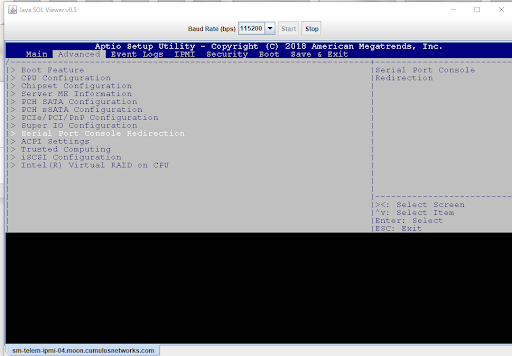 Java SOL Viewer v0.5
Baud Rate (bps) 115200 Start Stop
Aptio Setup Utility - Copyright (C) 2018 American Megatrends, Inc.
Main Advanced Event Logs IPMI Security Boot Save & Exit
> Boot Feature
> CPU Configuration
> Chipset Configuration
> Server ME Information
> PCH SATA Configuration
> PCH sSATA Configuration
> PCIe/PCI/PnP Configuration
> Super IO Configuration
> Serial Port Console Redirection
> ACPI Settings
> Trusted Computing
> iSCSI Configuration
> Intel(R) Virtual RAID on CPU
Serial Port Console
Redirection
><: Select Screen
^v: Select Item
Enter: Select
ESC: Exit
sm-telem-ipmi-04.moon.cumulusnetworks.com